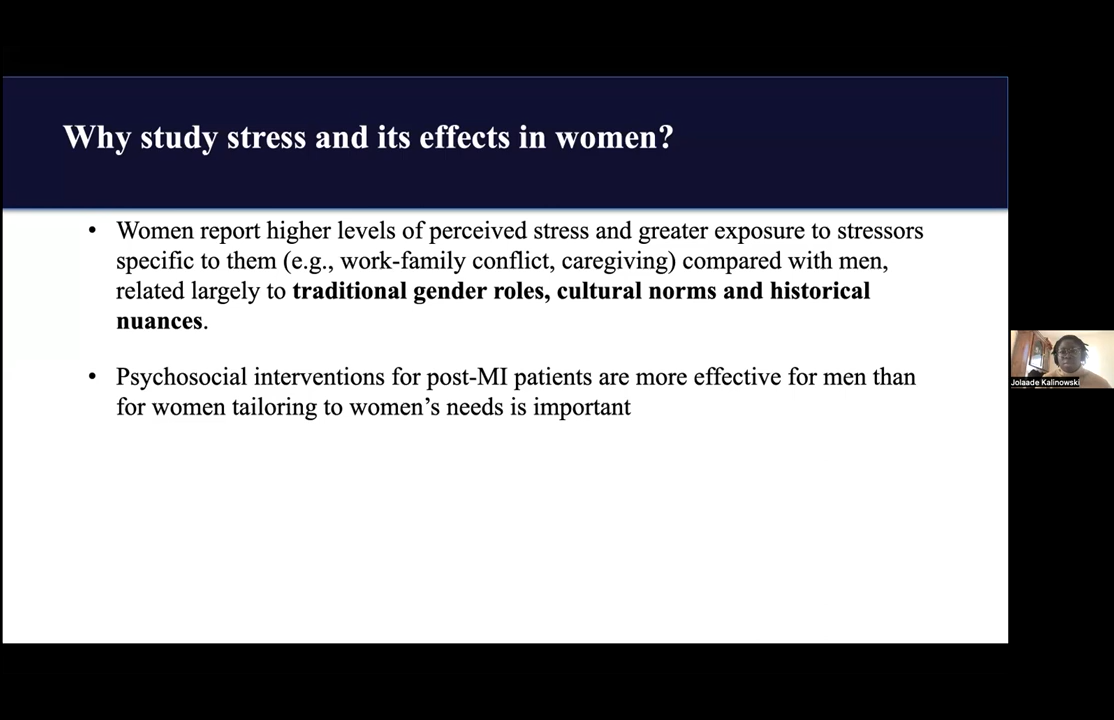 Why study stress and its effects in women?
• Women report higher levels of perceived stress and greater exposure to stressors
specific to them (e.g., work-family conflict, caregiving) compared with men,
related largely to traditional gender roles, cultural norms and historical
nuances.
• Psychosocial interventions for post-MI patients are more effective for men than
for women tailoring to women’s needs is important
Jolaade Kalinowski